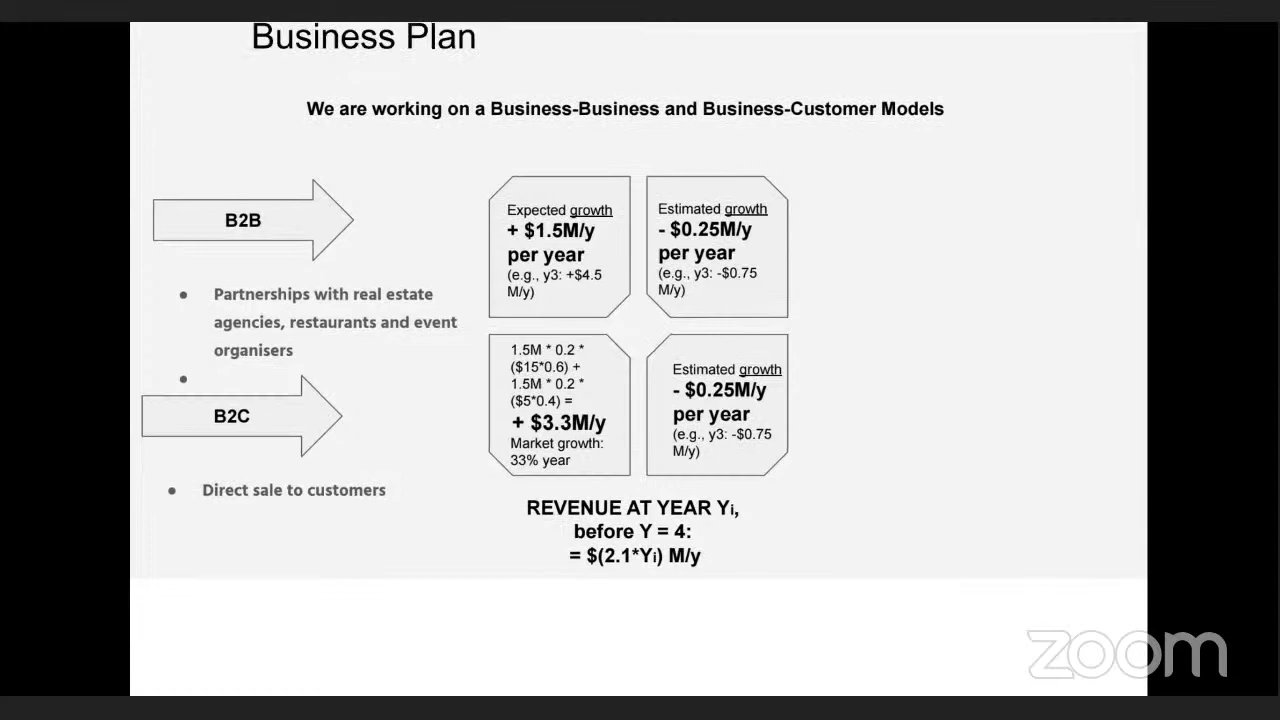 Business Plan
We are working on a Business-Business and Business-Customer Models
B2B
Partnerships with real estate
agencies, restaurants and event
organisers
B2C
Direct sale to customers
Expected growth
+ $1.5M/y
per year
(e.g., y3: +$4.5
M/y)
Estimated growth
- $0.25M/y
per year
(e.g., y3: -$0.75
M/y)
1.5M * 0.2 *
($15*0.6) +
1.5M * 0.2 *
($5*0.4) =
+ $3.3M/y
Market growth:
33% year
Estimated growth
- $0.25M/y
per year
(e.g., y3: -$0.75
M/y)
REVENUE AT YEAR Yi,
before Y = 4:
= $(2.1*Yi) M/y
zoom